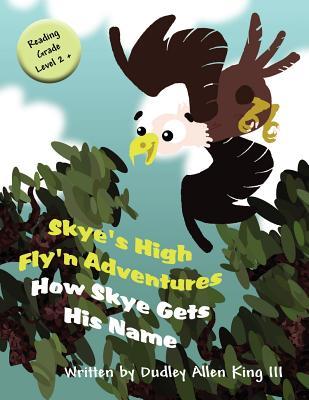 Reading
Grade
Level 2 +
Skye's High
Fly'n Adventures
How Skye Gets
His Name
Written by Dudley Allen King III